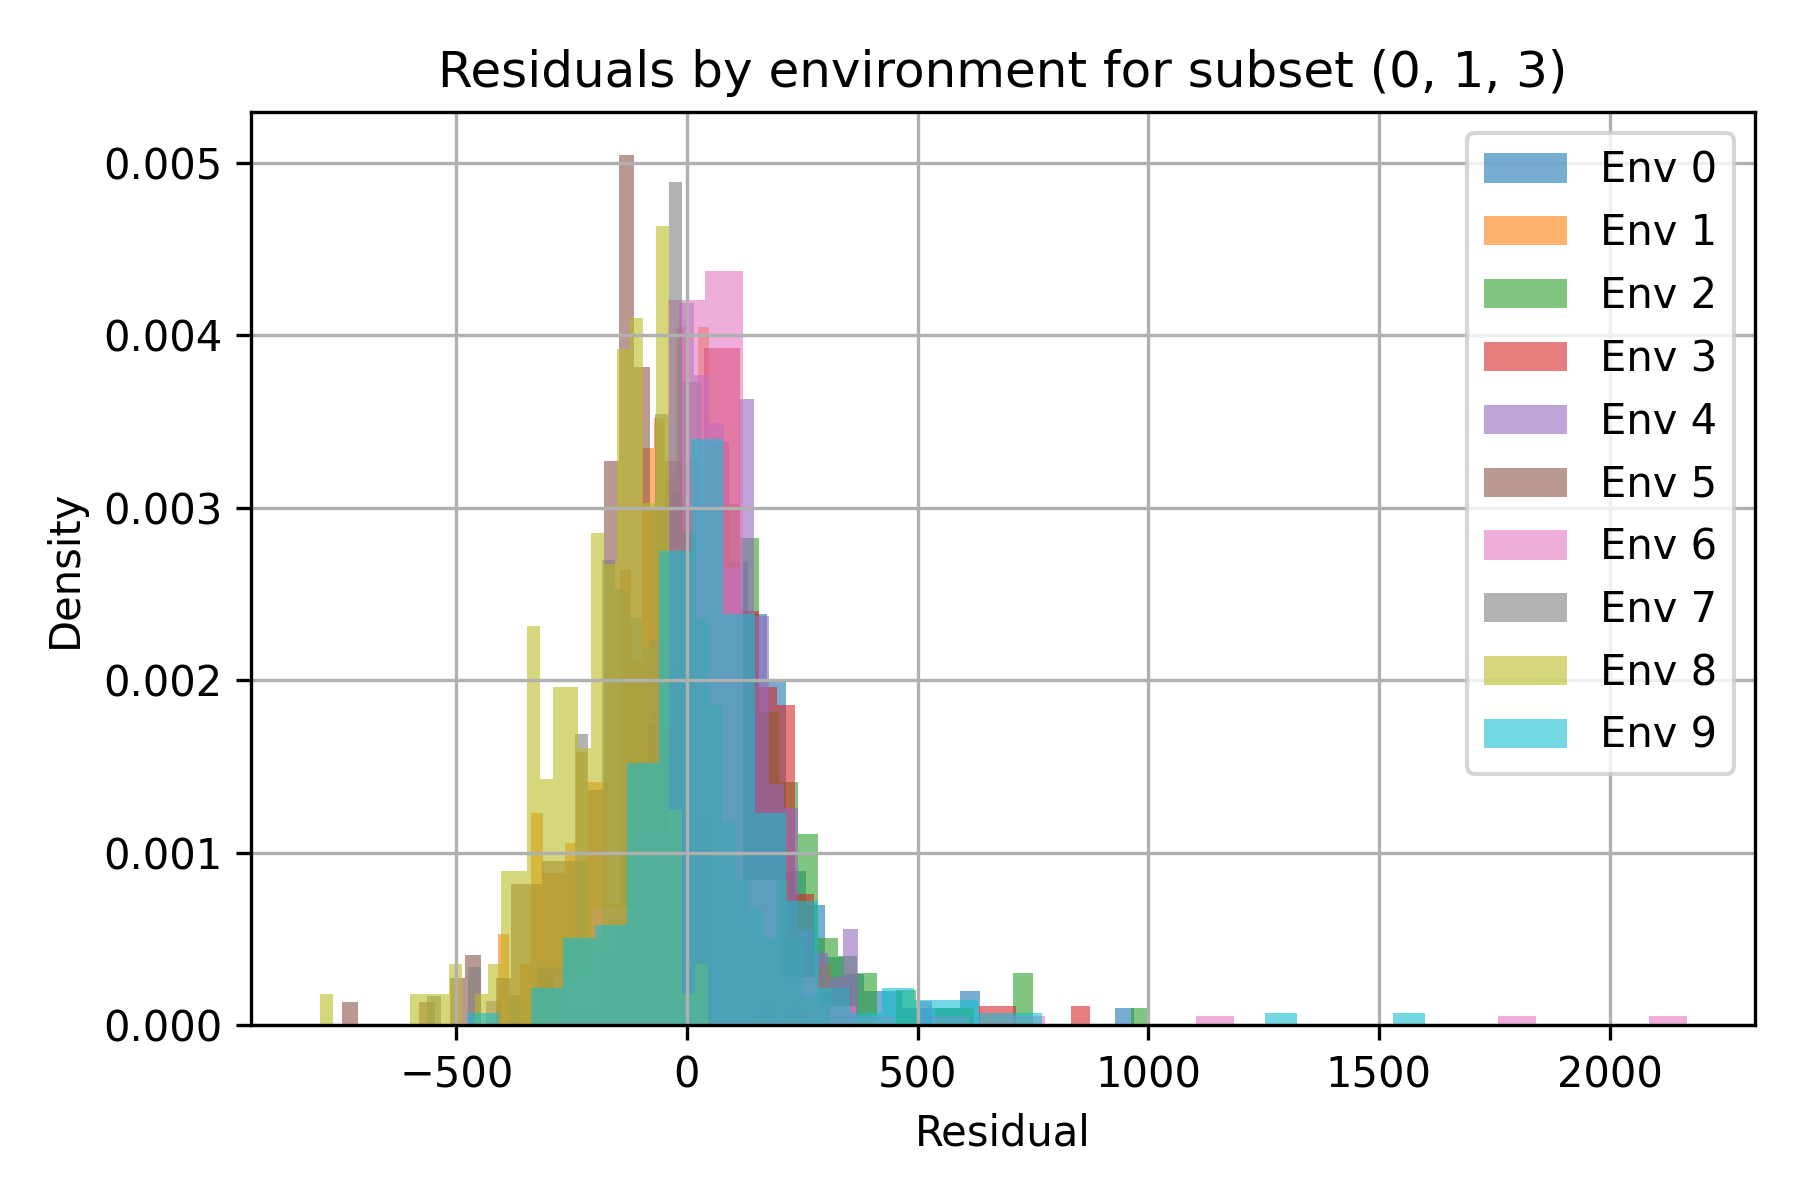 Residuals by environment for subset (0, 1, 3)
0.005
0.004
0.003
0.002
0.001
0.000
Density
−500
0
500
1000
1500
2000
Residual
Env 0
Env 1
Env 2
Env 3
Env 4
Env 5
Env 6
Env 7
Env 8
Env 9